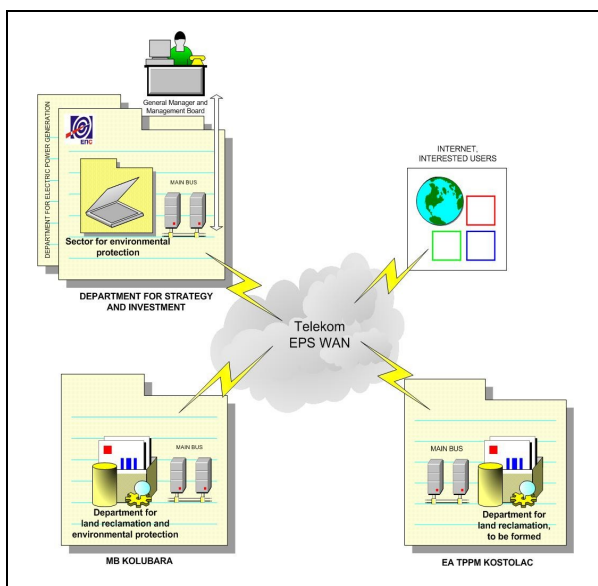 General Manager and
Management Board
DEPARTMENT FOR ELECTRIC POWER GENERATION
ЕПС
MAIN BUS
Sector for environmental
protection
DEPARTMENT FOR STRATEGY
AND INVESTMENT
INTERNET,
INTERESTED USERS
Telekom
EPS WAN
MAIN BUS
Department for
land reclamation and
environmental protection
MB KOLUBARA
MAIN BUS
Department for
land reclamation,
to be formed
EA TPPM KOSTOLAC